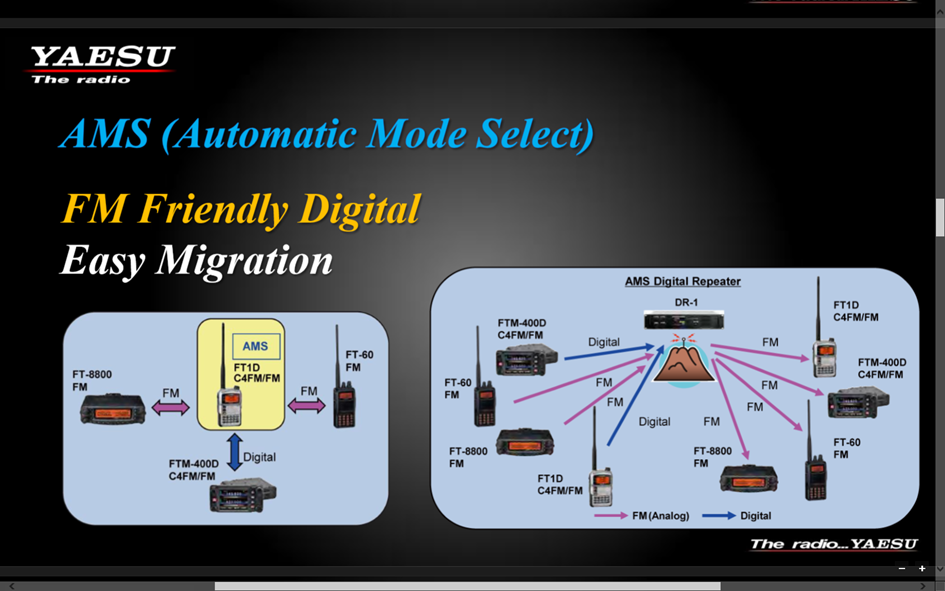 YAESU
The radio
AMS (Automatic Mode Select)
FM Friendly Digital
Easy Migration
AMS
FT1D
C4FM/FM
FT-8800
FM
FM
FM
FT-60
FM
Digital
FTM-400D
C4FM/FM
AMS Digital Repeater
DR-1
FTM-400D
C4FM/FM
Digital
FT-60
FM
FM
FM
FT-8800
FM
Digital
FT1D
C4FM/FM
FM
FT1D
C4FM/FM
FM
FTM-400D
C4FM/FM
FM
FM
FT-8800
FM
FT-60
FM
FM (Analog)
Digital
The radio...YAESU